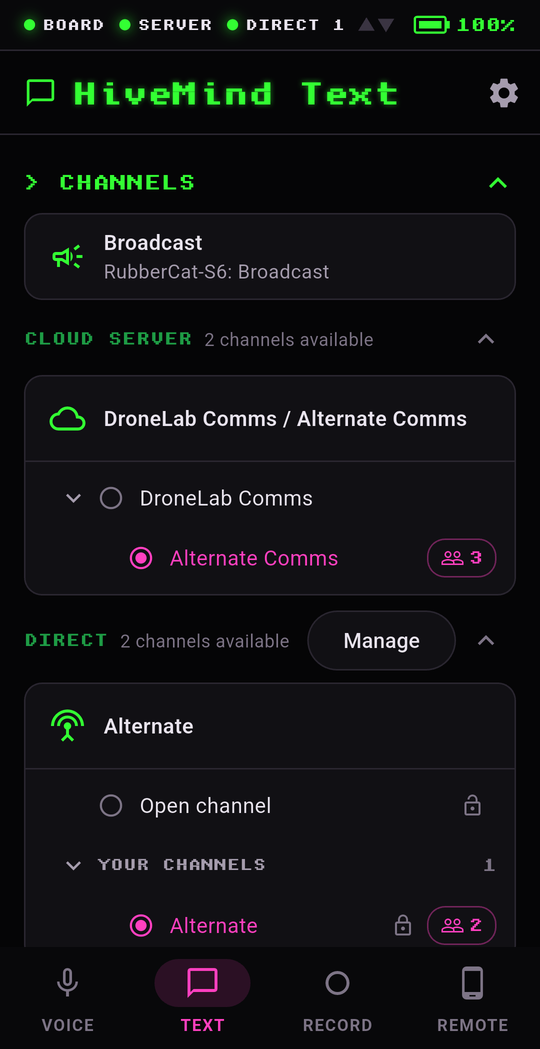 BOARD SERVER DIRECT 1 100%
HiveMind Text
> CHANNELS
Broadcast
RubberCat-S6: Broadcast
CLOUD SERVER 2 channels available
DroneLab Comms / Alternate Comms
DroneLab Comms
Alternate Comms 3
DIRECT 2 channels available Manage
Alternate
Open channel
YOUR CHANNELS 1
Alternate 2
VOICE TEXT RECORD REMOTE